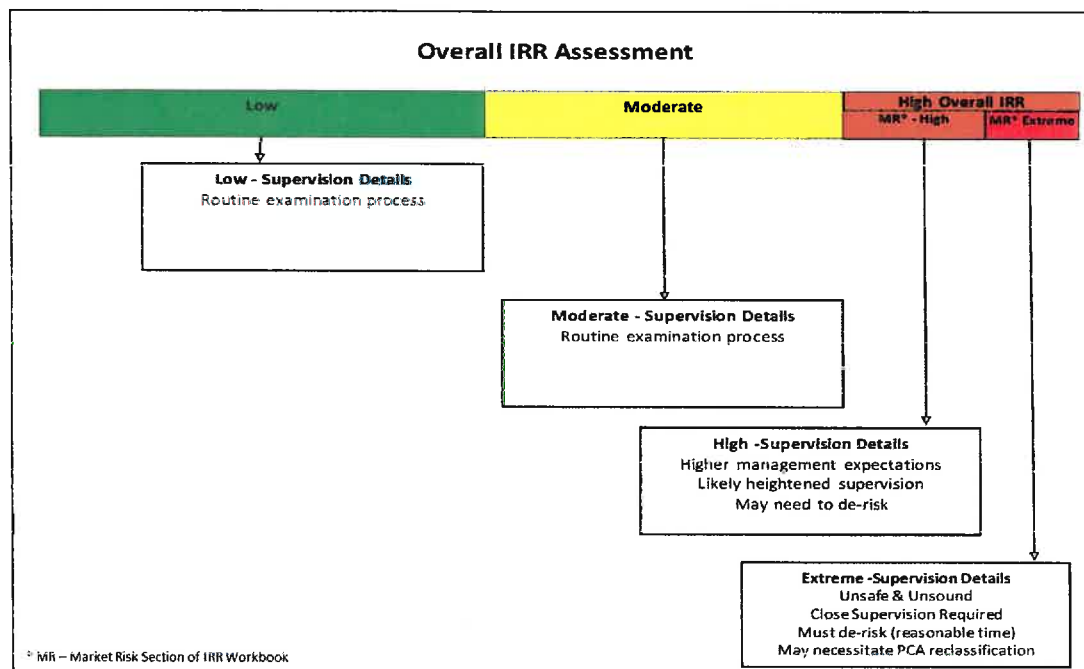 Overall IRR Assessment
Low
Moderate
High Overall IRR
MR* - High
MR* Extreme
Low - Supervision Details
Routine examination process
Moderate - Supervision Details
Routine examination process
High -Supervision Details
Higher management expectations
Likely heightened supervision
May need to de-risk
Extreme -Supervision Details
Unsafe & Unsound
Close Supervision Required
Must de-risk (reasonable time)
May necessitate PCA reclassification
* MR – Market Risk Section of IRR Workbook